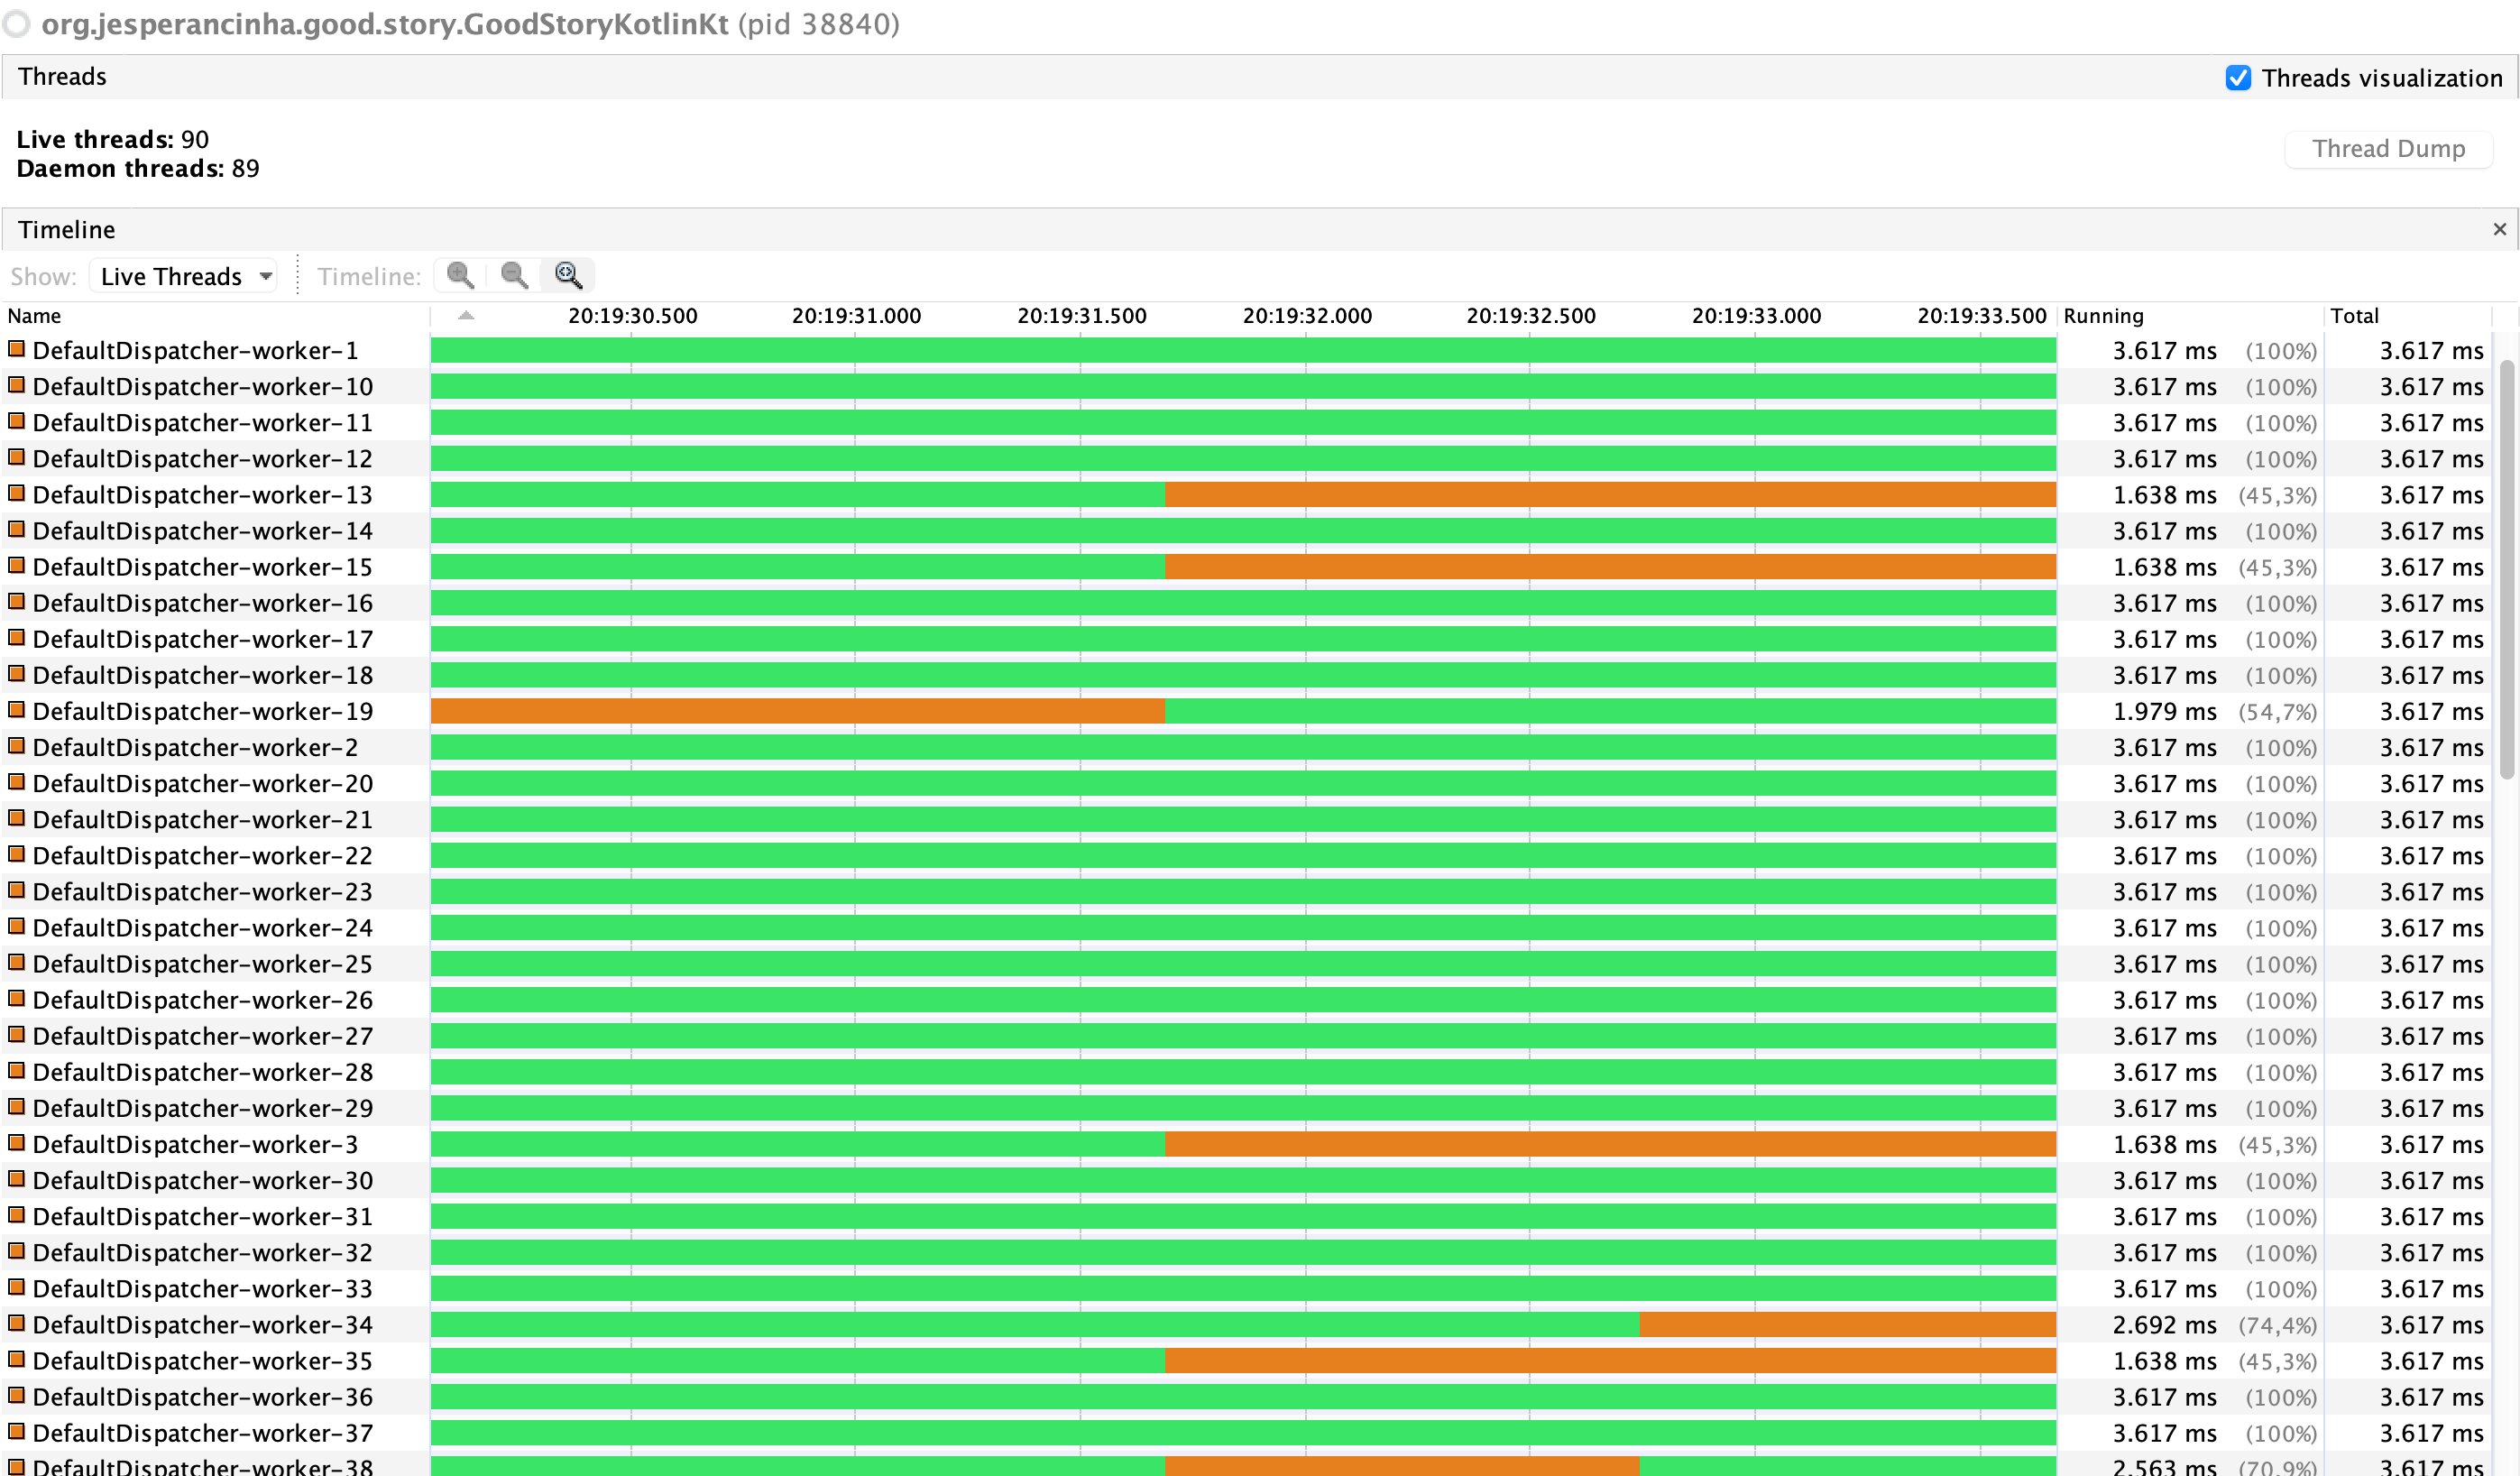 org.jesperancinha.good.story.GoodStoryKotlinKt (pid 38840)
Threads Threads visualization
Live threads: 90
Daemon threads: 89
Thread Dump
Timeline
Show: Live Threads Timeline:
Name 20:19:30.500 20:19:31.000 20:19:31.500 20:19:32.000 20:19:32.500 20:19:33.000 20:19:33.500 Running Total
DefaultDispatcher-worker-1 3.617 ms (100%) 3.617 ms
DefaultDispatcher-worker-10 3.617 ms (100%) 3.617 ms
DefaultDispatcher-worker-11 3.617 ms (100%) 3.617 ms
DefaultDispatcher-worker-12 3.617 ms (100%) 3.617 ms
DefaultDispatcher-worker-13 1.638 ms (45,3%) 3.617 ms
DefaultDispatcher-worker-14 3.617 ms (100%) 3.617 ms
DefaultDispatcher-worker-15 1.638 ms (45,3%) 3.617 ms
DefaultDispatcher-worker-16 3.617 ms (100%) 3.617 ms
DefaultDispatcher-worker-17 3.617 ms (100%) 3.617 ms
DefaultDispatcher-worker-18 3.617 ms (100%) 3.617 ms
DefaultDispatcher-worker-19 1.979 ms (54,7%) 3.617 ms
DefaultDispatcher-worker-2 3.617 ms (100%) 3.617 ms
DefaultDispatcher-worker-20 3.617 ms (100%) 3.617 ms
DefaultDispatcher-worker-21 3.617 ms (100%) 3.617 ms
DefaultDispatcher-worker-22 3.617 ms (100%) 3.617 ms
DefaultDispatcher-worker-23 3.617 ms (100%) 3.617 ms
DefaultDispatcher-worker-24 3.617 ms (100%) 3.617 ms
DefaultDispatcher-worker-25 3.617 ms (100%) 3.617 ms
DefaultDispatcher-worker-26 3.617 ms (100%) 3.617 ms
DefaultDispatcher-worker-27 3.617 ms (100%) 3.617 ms
DefaultDispatcher-worker-28 3.617 ms (100%) 3.617 ms
DefaultDispatcher-worker-29 3.617 ms (100%) 3.617 ms
DefaultDispatcher-worker-3 1.638 ms (45,3%) 3.617 ms
DefaultDispatcher-worker-30 3.617 ms (100%) 3.617 ms
DefaultDispatcher-worker-31 3.617 ms (100%) 3.617 ms
DefaultDispatcher-worker-32 3.617 ms (100%) 3.617 ms
DefaultDispatcher-worker-33 3.617 ms (100%) 3.617 ms
DefaultDispatcher-worker-34 2.692 ms (74,4%) 3.617 ms
DefaultDispatcher-worker-35 1.638 ms (45,3%) 3.617 ms
DefaultDispatcher-worker-36 3.617 ms (100%) 3.617 ms
DefaultDispatcher-worker-37 3.617 ms (100%) 3.617 ms
DefaultDispatcher-worker-38 2.563 ms (70,9%) 3.617 ms